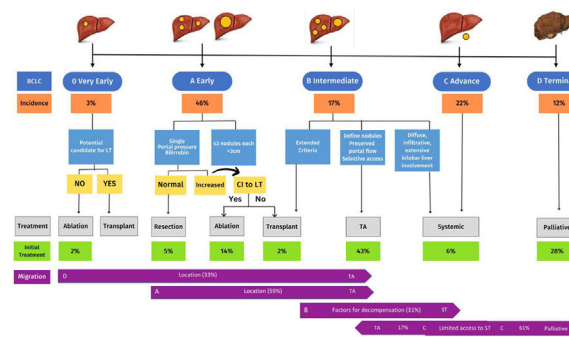 BCLC
0 Very Early
A Early
B Intermediate
C Advance
D Termin
Incidence
3%
46%
17%
22%
12%
Potential
candidate for LT
Single
Portal pressure
Bilirrubin
≤3 nodules each
<3cm
Extended
Criteria
Define nodules
Preserved
portal flow
Selective access
Diffuse,
infiltrative,
extensive
bilobar liver
involvement
NO
YES
Normal
Increased
CI to LT
Yes
No
Treatment
Ablation
Transplant
Resection
Ablation
Transplant
TA
Systemic
Palliative
Initial
Treatment
2%
5%
14%
2%
43%
6%
28%
Migration
0
Location (33%)
TA
A
Location (59%)
TA
B
Factors for decompensation (31%)
ST
TA
17%
C
Limited access to ST
C
61%
Palliative